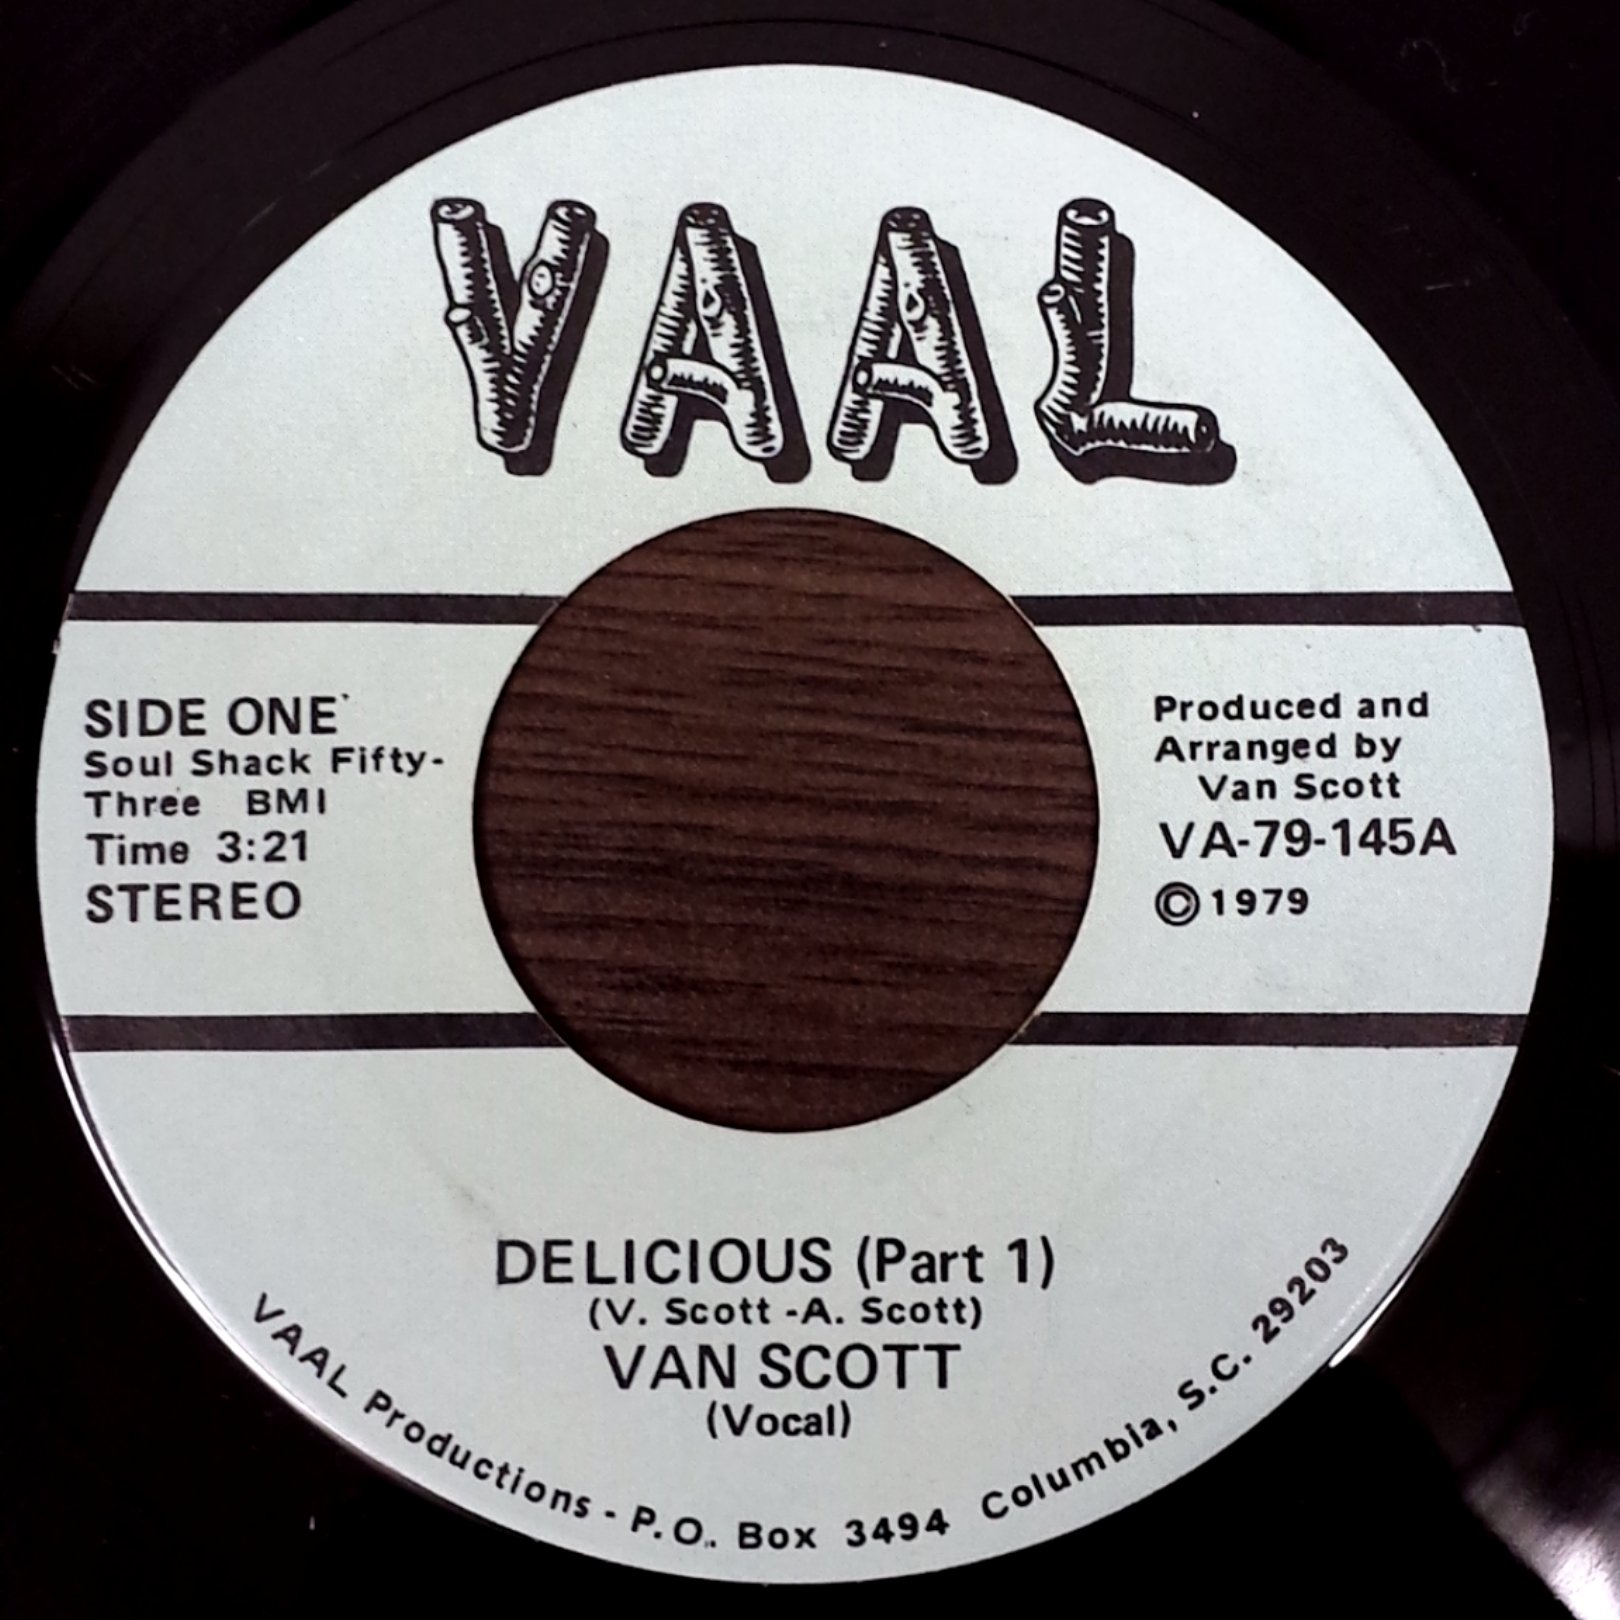 VAAL
SIDE ONE
Soul Shack Fifty-
Three BMI
Time 3:21
STEREO
Produced and
Arranged by
Van Scott
VA-79-145A
© 1979
DELICIOUS (Part 1)
(V. Scott -A. Scott)
VAN SCOTT
(Vocal)
VAAL Productions - P.O. Box 3494 Columbia, S.C. 29203